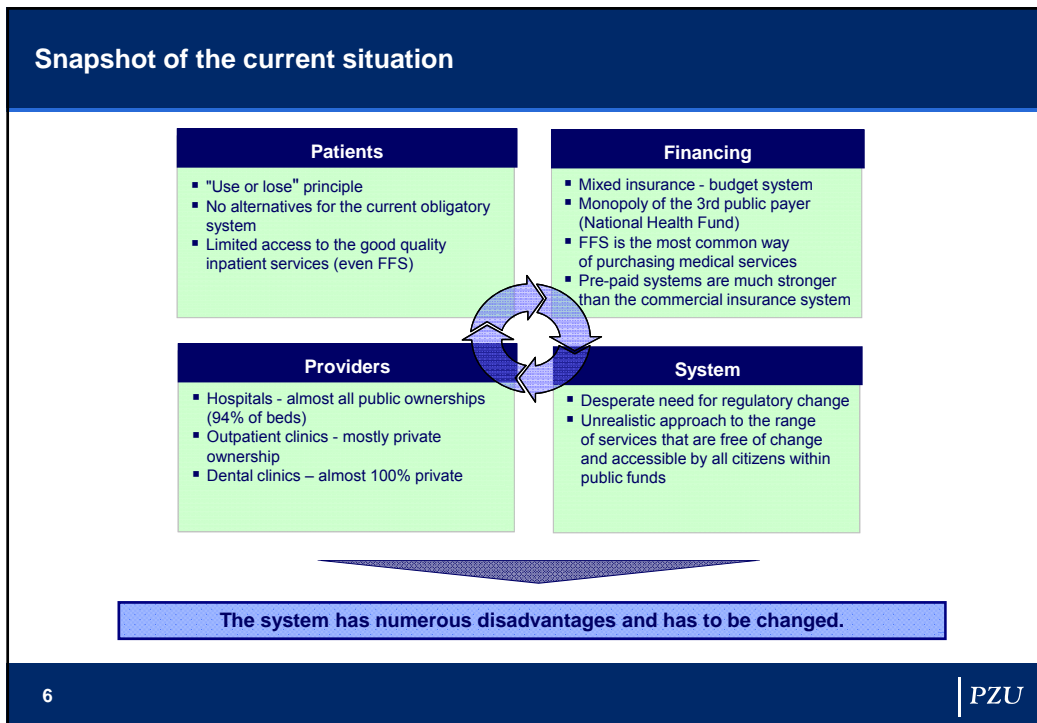 Snapshot of the current situation
Patients
▪ "Use or lose" principle
▪ No alternatives for the current obligatory
system
▪ Limited access to the good quality
inpatient services (even FFS)
Financing
▪ Mixed insurance - budget system
▪ Monopoly of the 3rd public payer
(National Health Fund)
▪ FFS is the most common way
of purchasing medical services
▪ Pre-paid systems are much stronger
than the commercial insurance system
Providers
▪ Hospitals - almost all public ownerships
(94% of beds)
▪ Outpatient clinics - mostly private
ownership
▪ Dental clinics – almost 100% private
System
▪ Desperate need for regulatory change
▪ Unrealistic approach to the range
of services that are free of change
and accessible by all citizens within
public funds
The system has numerous disadvantages and has to be changed.
6
PZU